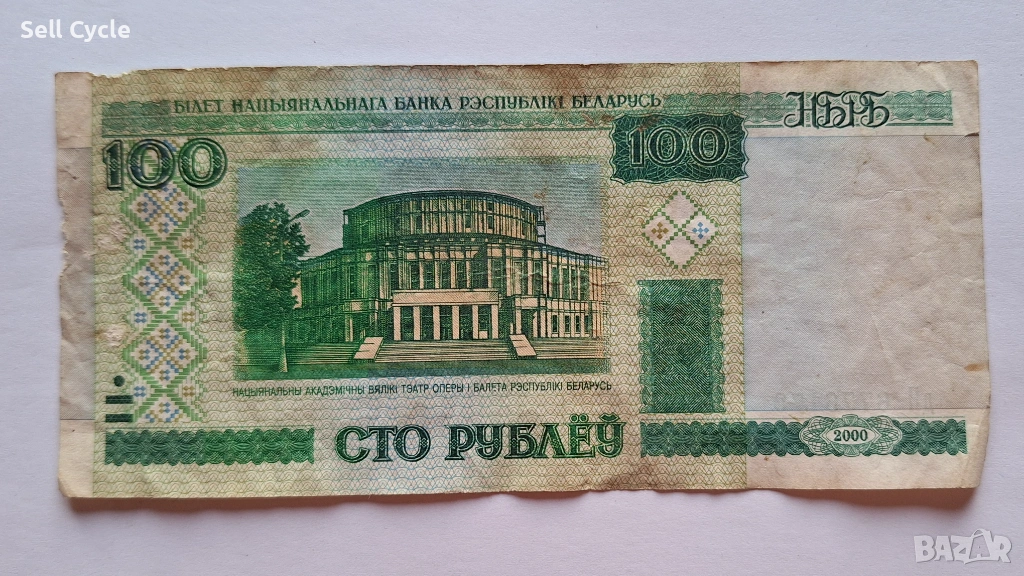 Sell Cycle
БІЛЕТ НАЦЫЯНАЛЬНАГА БАНКА РЭСПУБЛІКІ БЕЛАРУСЬ
НБРБ
100
100
НАЦЫЯНАЛЬНЫ АКАДЭМІЧНЫ ВЯЛІКІ ТЭАТР ОПЕРЫ І БАЛЕТА РЭСПУБЛІКІ БЕЛАРУСЬ
СТО РУБЛЁЎ
2000
BAZAR